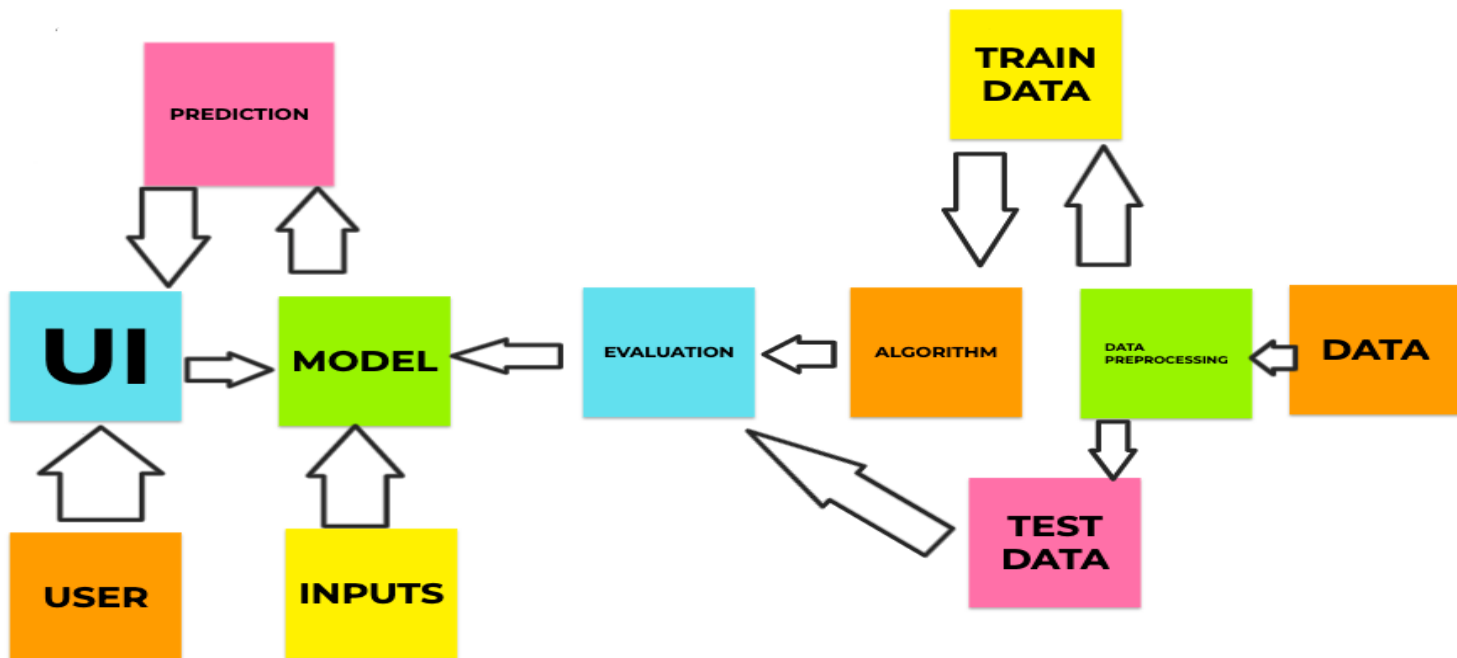 TRAIN
DATA
PREDICTION
UI
MODEL
EVALUATION
ALGORITHM
DATA
PREPROCESSING
DATA
TEST
DATA
USER
INPUTS